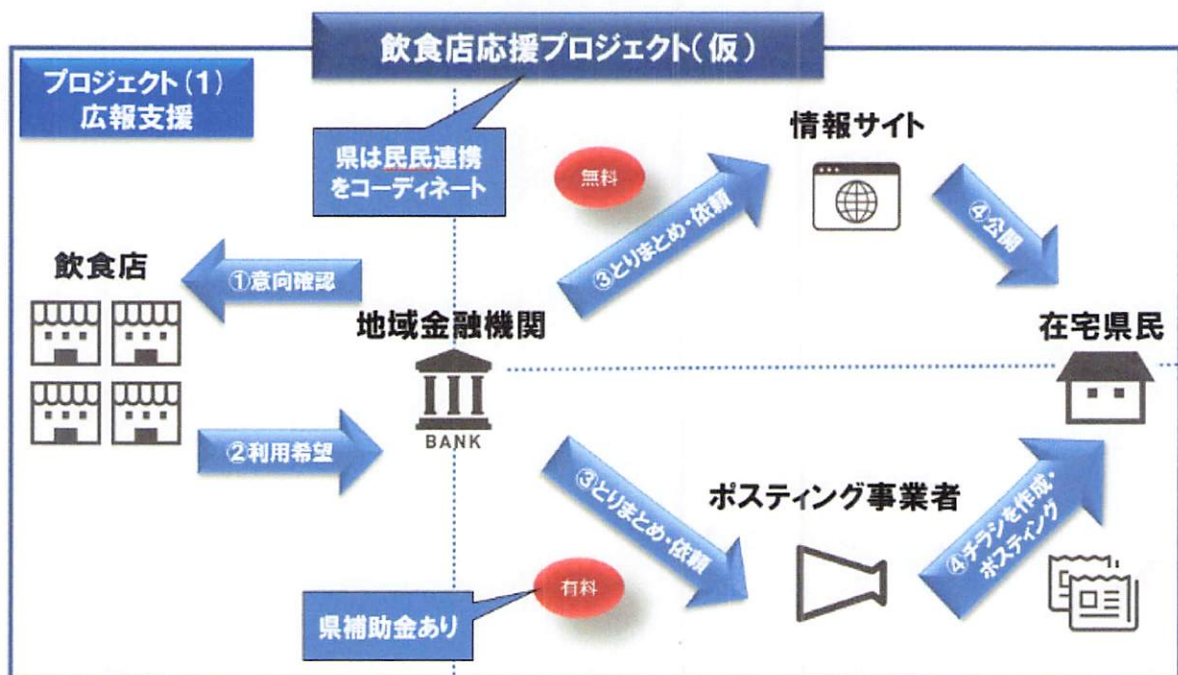 飲食店応援プロジェクト(仮)
プロジェクト(1)
広報支援
県は民民連携
をコーディネート
無料
情報サイト
③とりまとめ・依頼
④公開
飲食店
①意向確認
地域金融機関
BANK
在宅県民
②利用希望
③とりまとめ・依頼
ポスティング事業者
④チラシを作成・
ポスティング
有料
県補助金あり